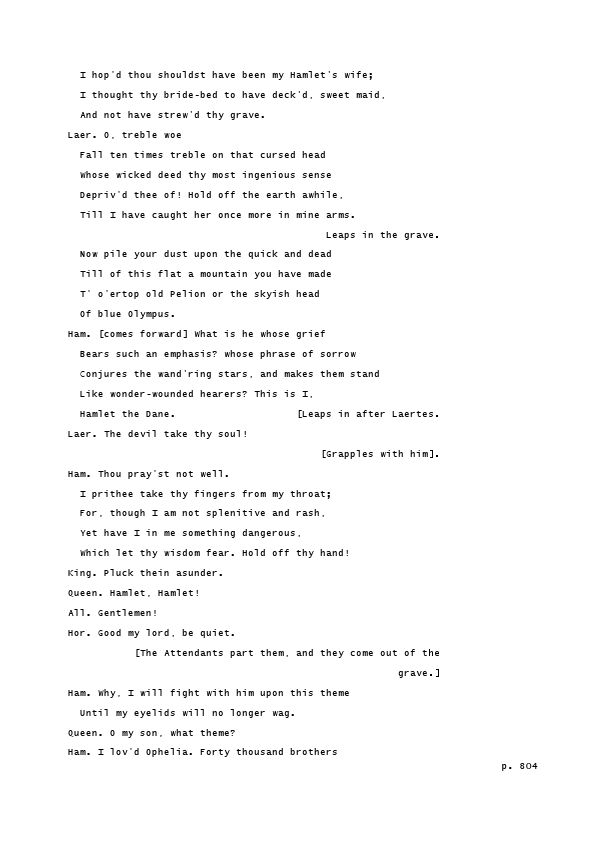 I hop'd thou shouldst have been my Hamlet's wife;
I thought thy bride-bed to have deck'd, sweet maid,
And not have strew'd thy grave.
Laer. O, treble woe
Fall ten times treble on that cursed head
Whose wicked deed thy most ingenious sense
Depriv'd thee of! Hold off the earth awhile,
Till I have caught her once more in mine arms.
Leaps in the grave.
Now pile your dust upon the quick and dead
Till of this flat a mountain you have made
T' o'ertop old Pelion or the skyish head
Of blue Olympus.
Ham. [comes forward] What is he whose grief
Bears such an emphasis? whose phrase of sorrow
Conjures the wand'ring stars, and makes them stand
Like wonder-wounded hearers? This is I,
Hamlet the Dane. [Leaps in after Laertes.
Laer. The devil take thy soul!
[Grapples with him].
Ham. Thou pray'st not well.
I prithee take thy fingers from my throat;
For, though I am not splenitive and rash,
Yet have I in me something dangerous,
Which let thy wisdom fear. Hold off thy hand!
King. Pluck thein asunder.
Queen. Hamlet, Hamlet!
All. Gentlemen!
Hor. Good my lord, be quiet.
[The Attendants part them, and they come out of the
grave.]
Ham. Why, I will fight with him upon this theme
Until my eyelids will no longer wag.
Queen. O my son, what theme?
Ham. I lov'd Ophelia. Forty thousand brothers
p. 804